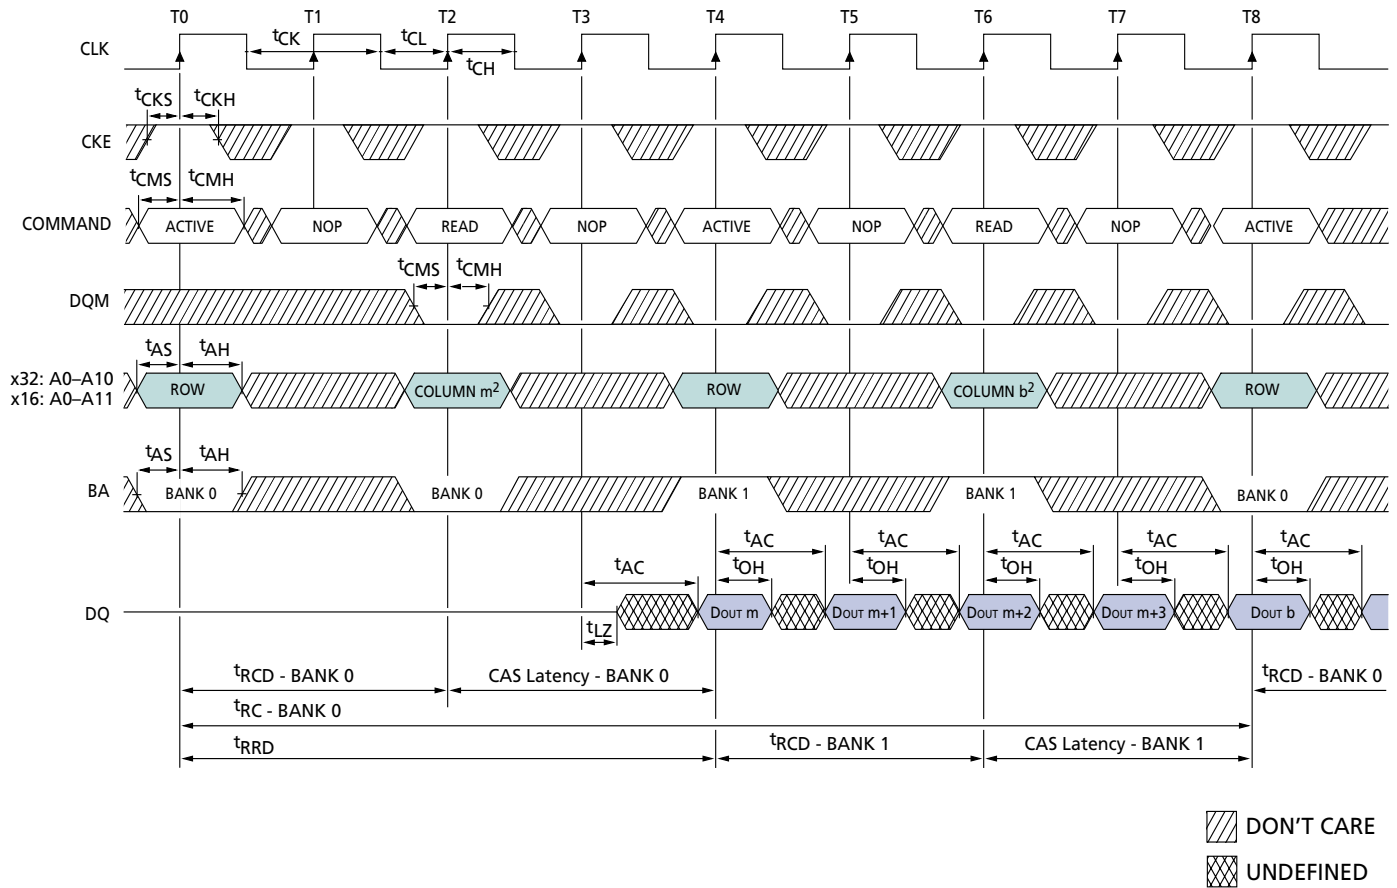 T0 T1 T2 T3 T4 T5 T6 T7 T8
CLK
tCK tCL
tCH
tCKS tCKH
CKE
tCMS tCMH
COMMAND ACTIVE NOP READ NOP ACTIVE NOP READ NOP ACTIVE
tCMS tCMH
DQM
tAS tAH
x32: A0–A10
x16: A0–A11
ROW COLUMN m2 ROW COLUMN b2 ROW
tAS tAH
BA BANK 0 BANK 0 BANK 1 BANK 1 BANK 0
tAC tAC tAC tAC tAC
tAC tOH tOH tOH tOH tOH
DQ DOUT m DOUT m+1 DOUT m+2 DOUT m+3 DOUT b
tLZ
tRCD - BANK 0 CAS Latency - BANK 0 tRCD - BANK 0
tRC - BANK 0
tRRD tRCD - BANK 1 CAS Latency - BANK 1
DON'T CARE
UNDEFINED